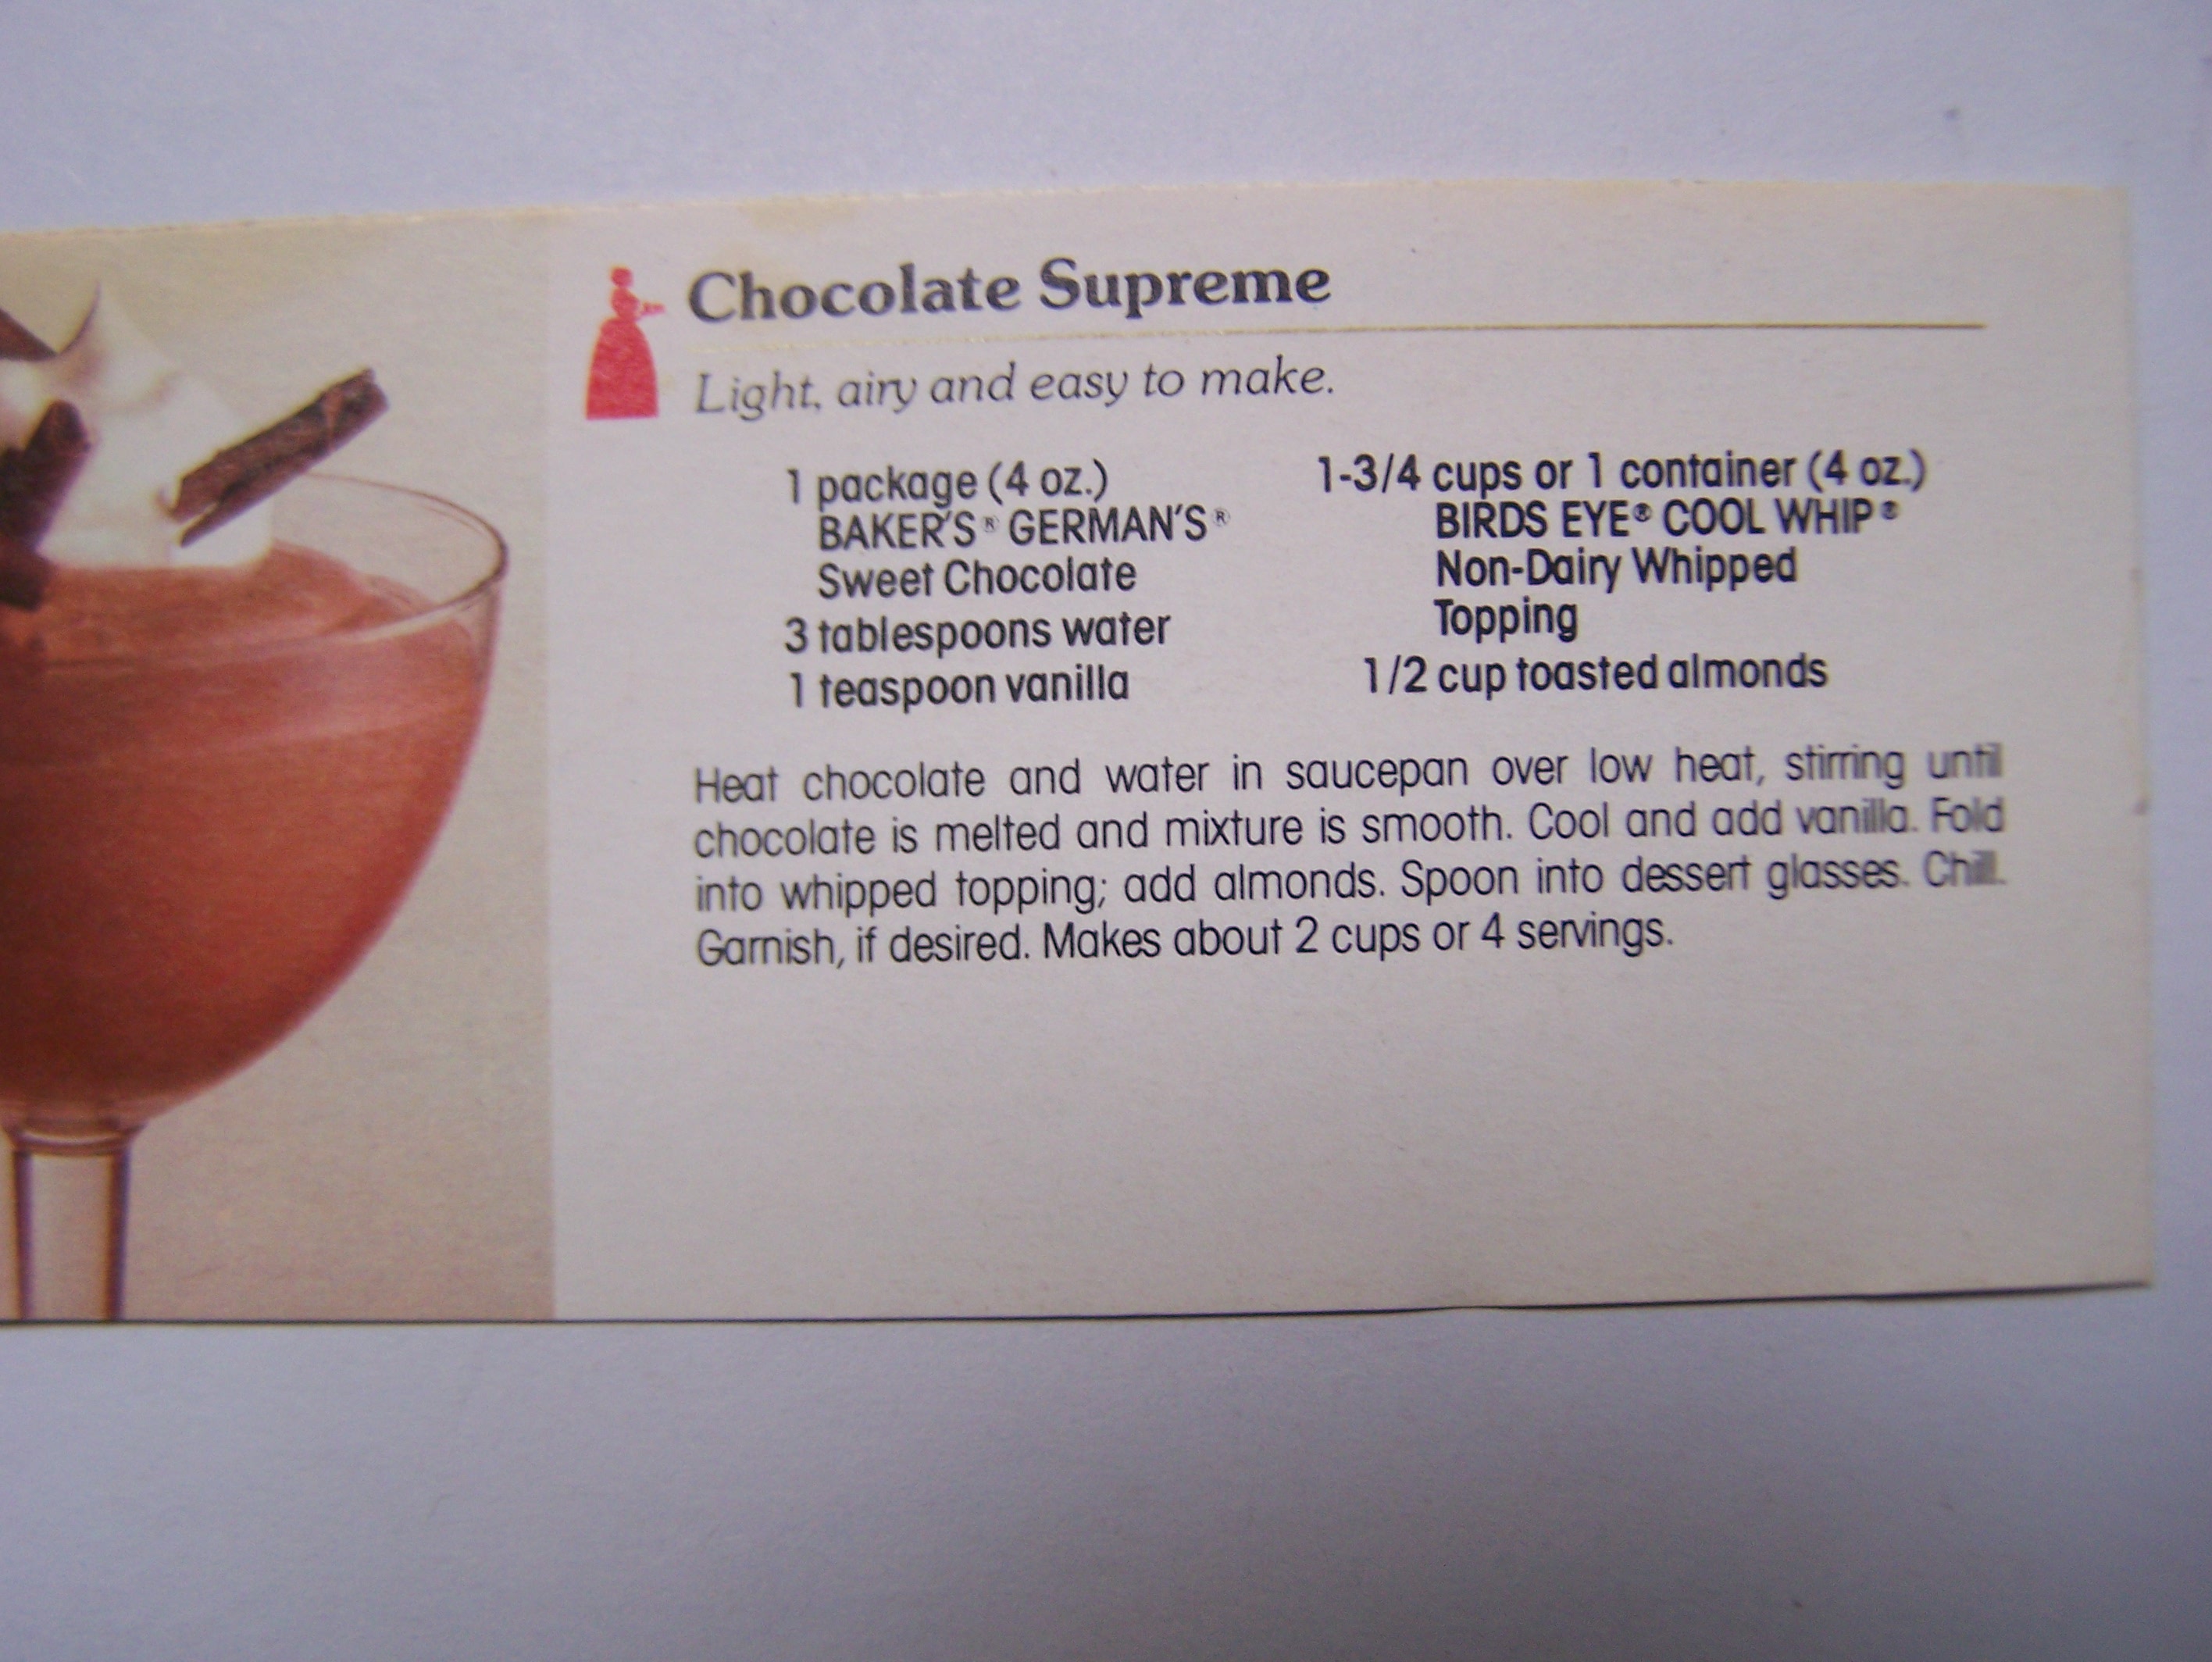 Chocolate Supreme
Light, airy and easy to make.
1 package (4 oz.)
BAKER'S® GERMAN'S®
Sweet Chocolate
3 tablespoons water
1 teaspoon vanilla
1-3/4 cups or 1 container (4 oz.)
BIRDS EYE® COOL WHIP®
Non-Dairy Whipped
Topping
1/2 cup toasted almonds
Heat chocolate and water in saucepan over low heat, stirring until
chocolate is melted and mixture is smooth. Cool and add vanilla. Fold
into whipped topping; add almonds. Spoon into dessert glasses. Chill.
Garnish, if desired. Makes about 2 cups or 4 servings.